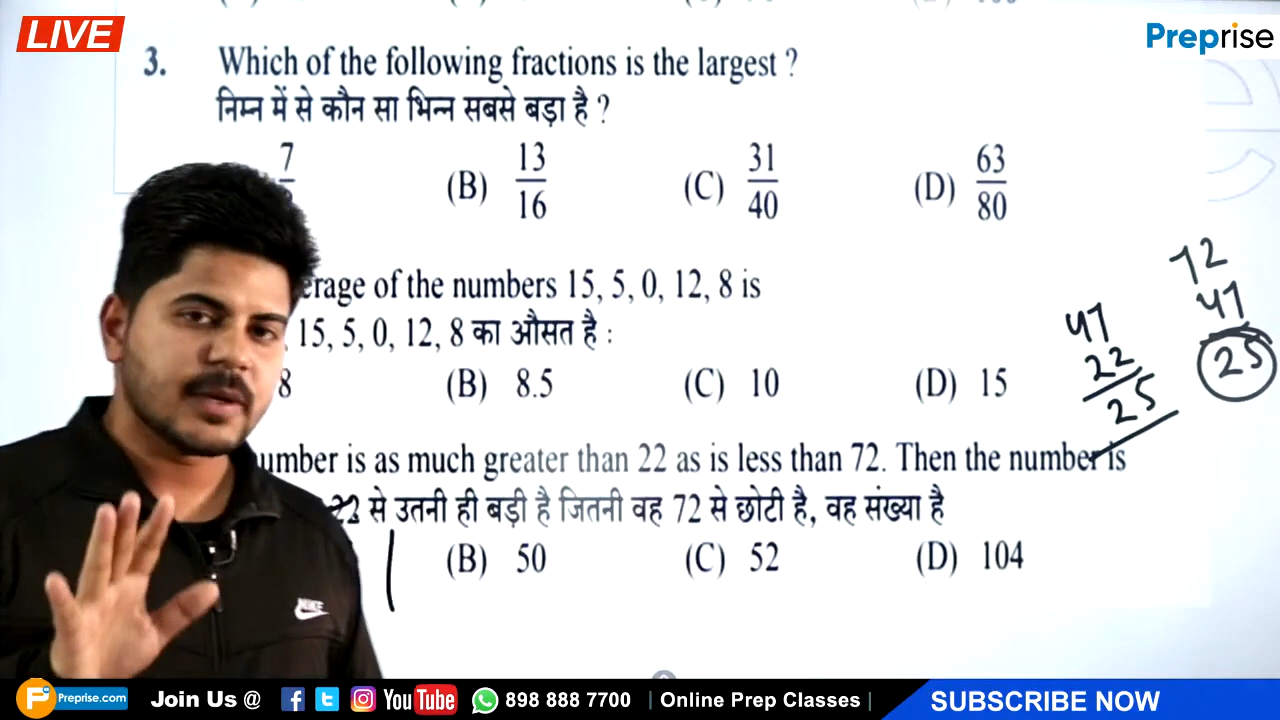 LIVE
Preprise
3. Which of the following fractions is the largest ?
निम्न में से कौन सा भिन्न सबसे बड़ा है ?
7
(B) 13/16 (C) 31/40 (D) 63/80
of the numbers 15, 5, 0, 12, 8 is
15, 5, 0, 12, 8 का औसत है :
8 (B) 8.5 (C) 10 (D) 15
72
47
25
47
22
25
number is as much greater than 22 as is less than 72. Then the number is
22 से उतनी ही बड़ी है जितनी वह 72 से छोटी है, वह संख्या है
(B) 50 (C) 52 (D) 104
NIKE
Preprise.com Join Us @ YouTube 898 888 7700 | Online Prep Classes | SUBSCRIBE NOW